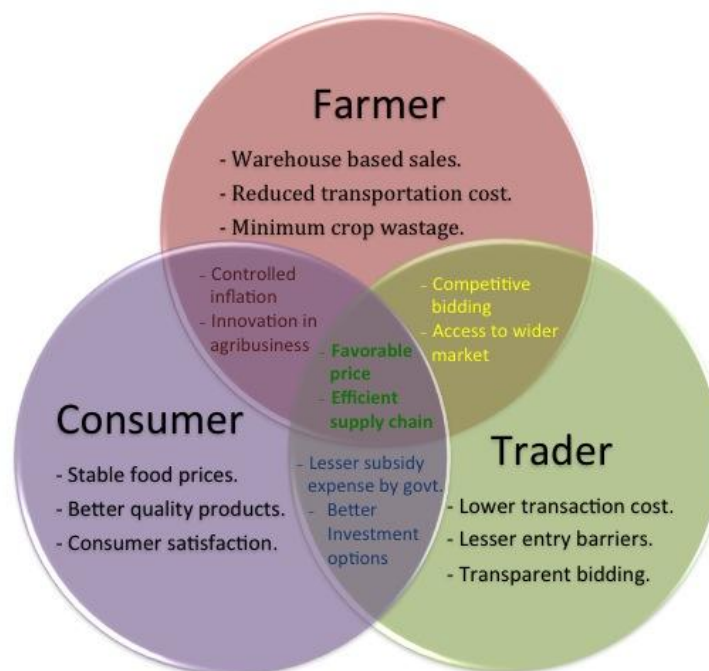 Farmer
- Warehouse based sales.
- Reduced transportation cost.
- Minimum crop wastage.
- Controlled
inflation
- Innovation in
agribusiness
- Competitive
bidding
- Access to wider
market
- Favorable
price
- Efficient
supply chain
Consumer
- Stable food prices.
- Better quality products.
- Consumer satisfaction.
- Lesser subsidy
expense by govt.
- Better
Investment
options
Trader
- Lower transaction cost.
- Lesser entry barriers.
- Transparent bidding.